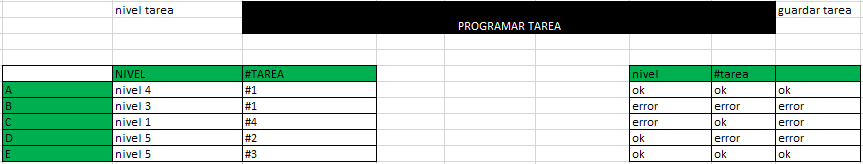 nivel tarea guardar tarea
PROGRAMAR TAREA
NIVEL #TAREA nivel #tarea
A nivel 4 #1 ok ok ok
B nivel 3 #1 error error error
C nivel 1 #4 error ok error
D nivel 5 #2 ok error error
E nivel 5 #3 ok ok ok